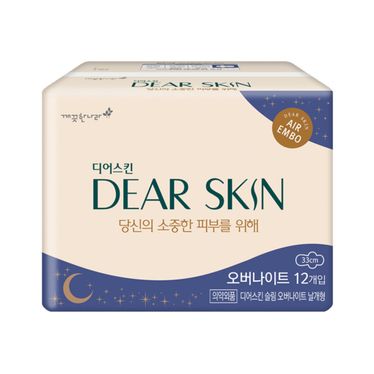 DEAR SKIN
깨끗한나라
DEAR SKIN
AIR
EMBO
디어스킨
DEAR SKIN
당신의 소중한 피부를 위해
33cm
오버나이트 12개입
의약외품 디어스킨 슬림 오버나이트 날개형